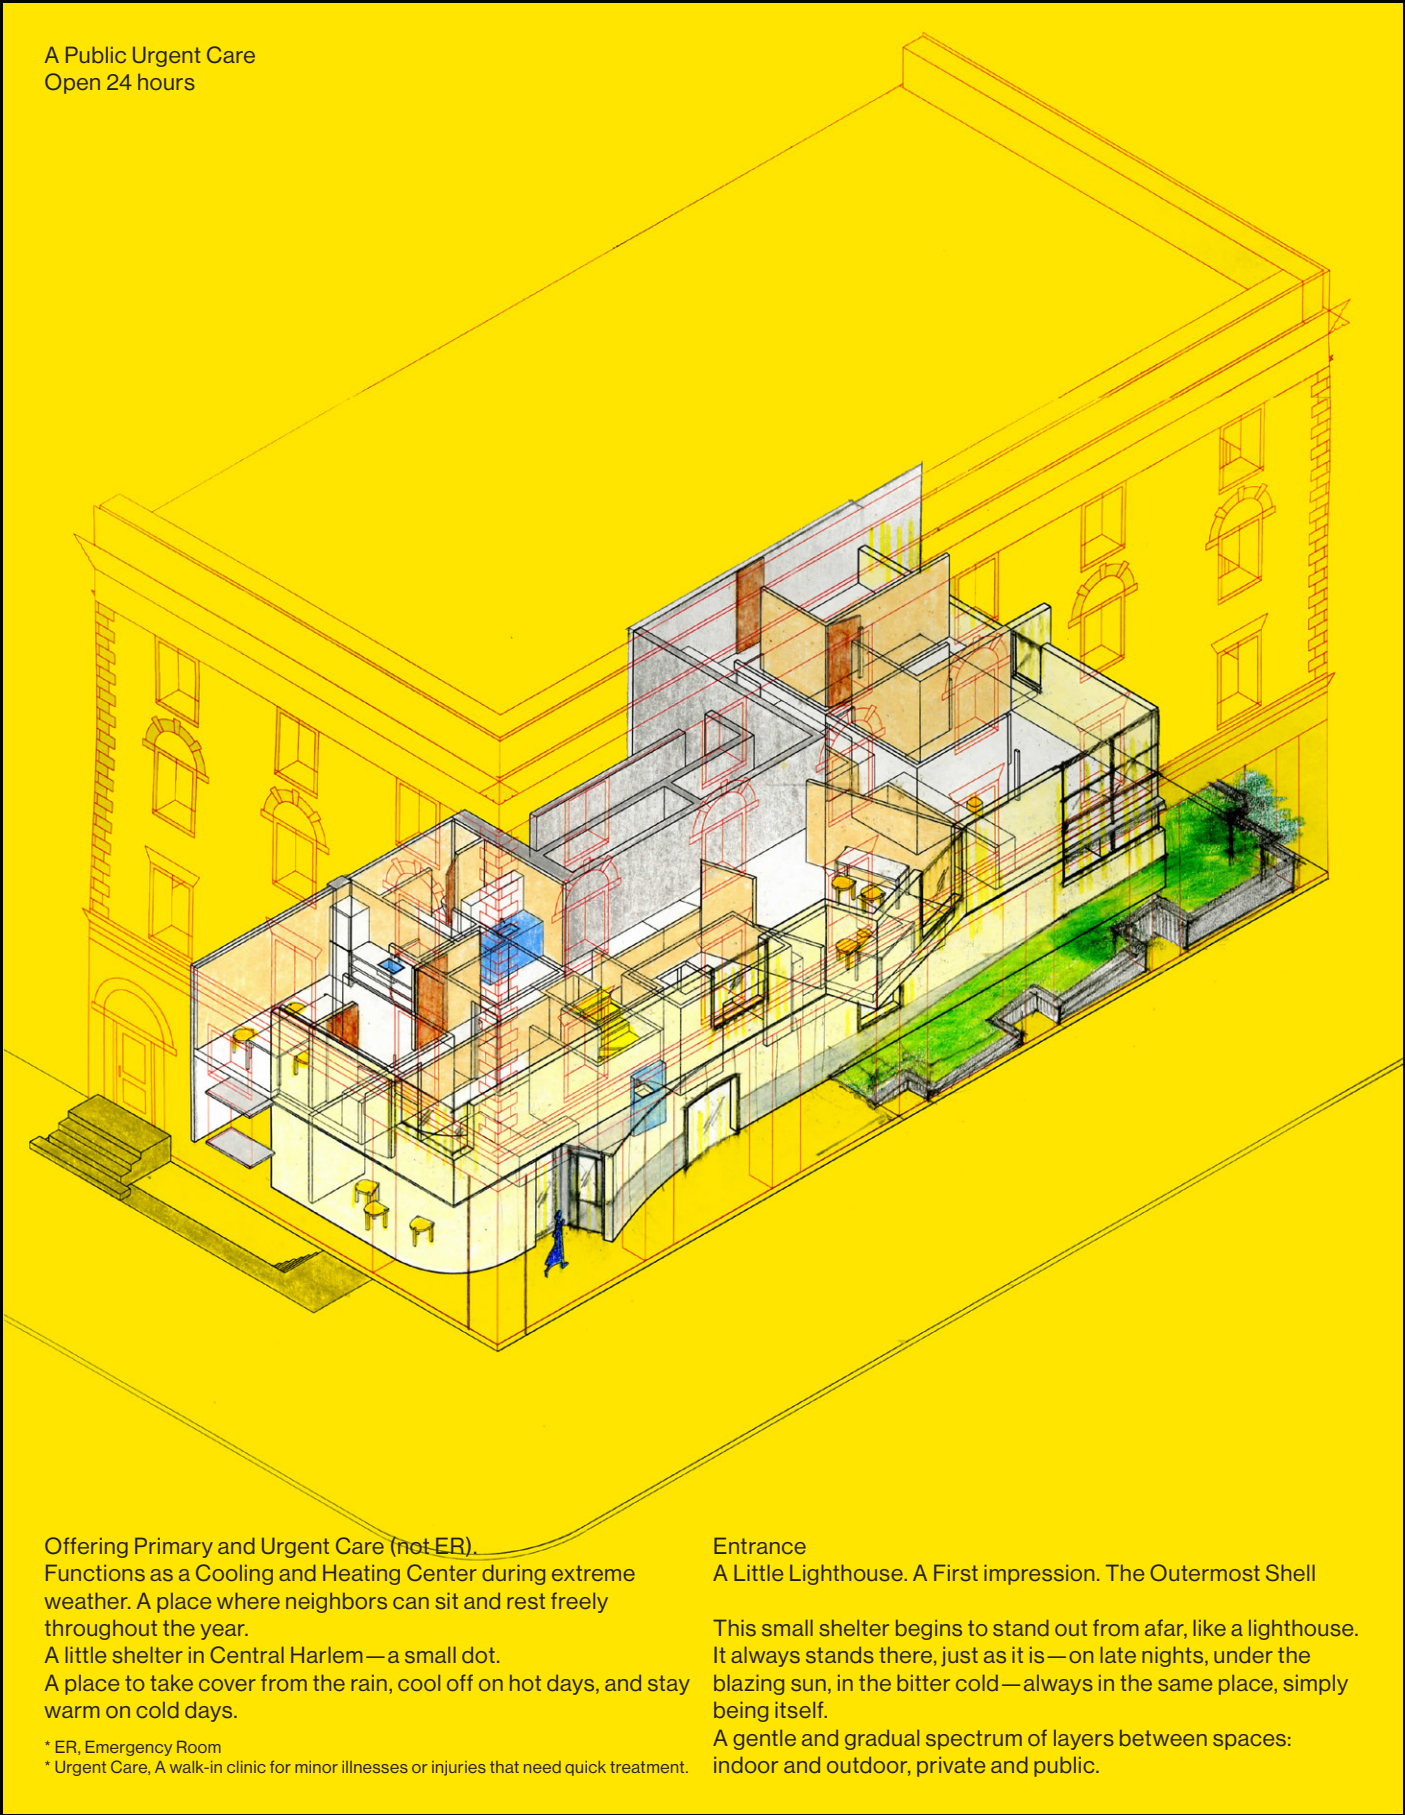 A Public Urgent Care
Open 24 hours
Offering Primary and Urgent Care (not ER).
Functions as a Cooling and Heating Center during extreme
weather. A place where neighbors can sit and rest freely
throughout the year.
A little shelter in Central Harlem—a small dot.
A place to take cover from the rain, cool off on hot days, and stay
warm on cold days.
* ER, Emergency Room
* Urgent Care, A walk-in clinic for minor illnesses or injuries that need quick treatment.
Entrance
A Little Lighthouse. A First impression. The Outermost Shell
This small shelter begins to stand out from afar, like a lighthouse.
It always stands there, just as it is—on late nights, under the
blazing sun, in the bitter cold—always in the same place, simply
being itself.
A gentle and gradual spectrum of layers between spaces:
indoor and outdoor, private and public.